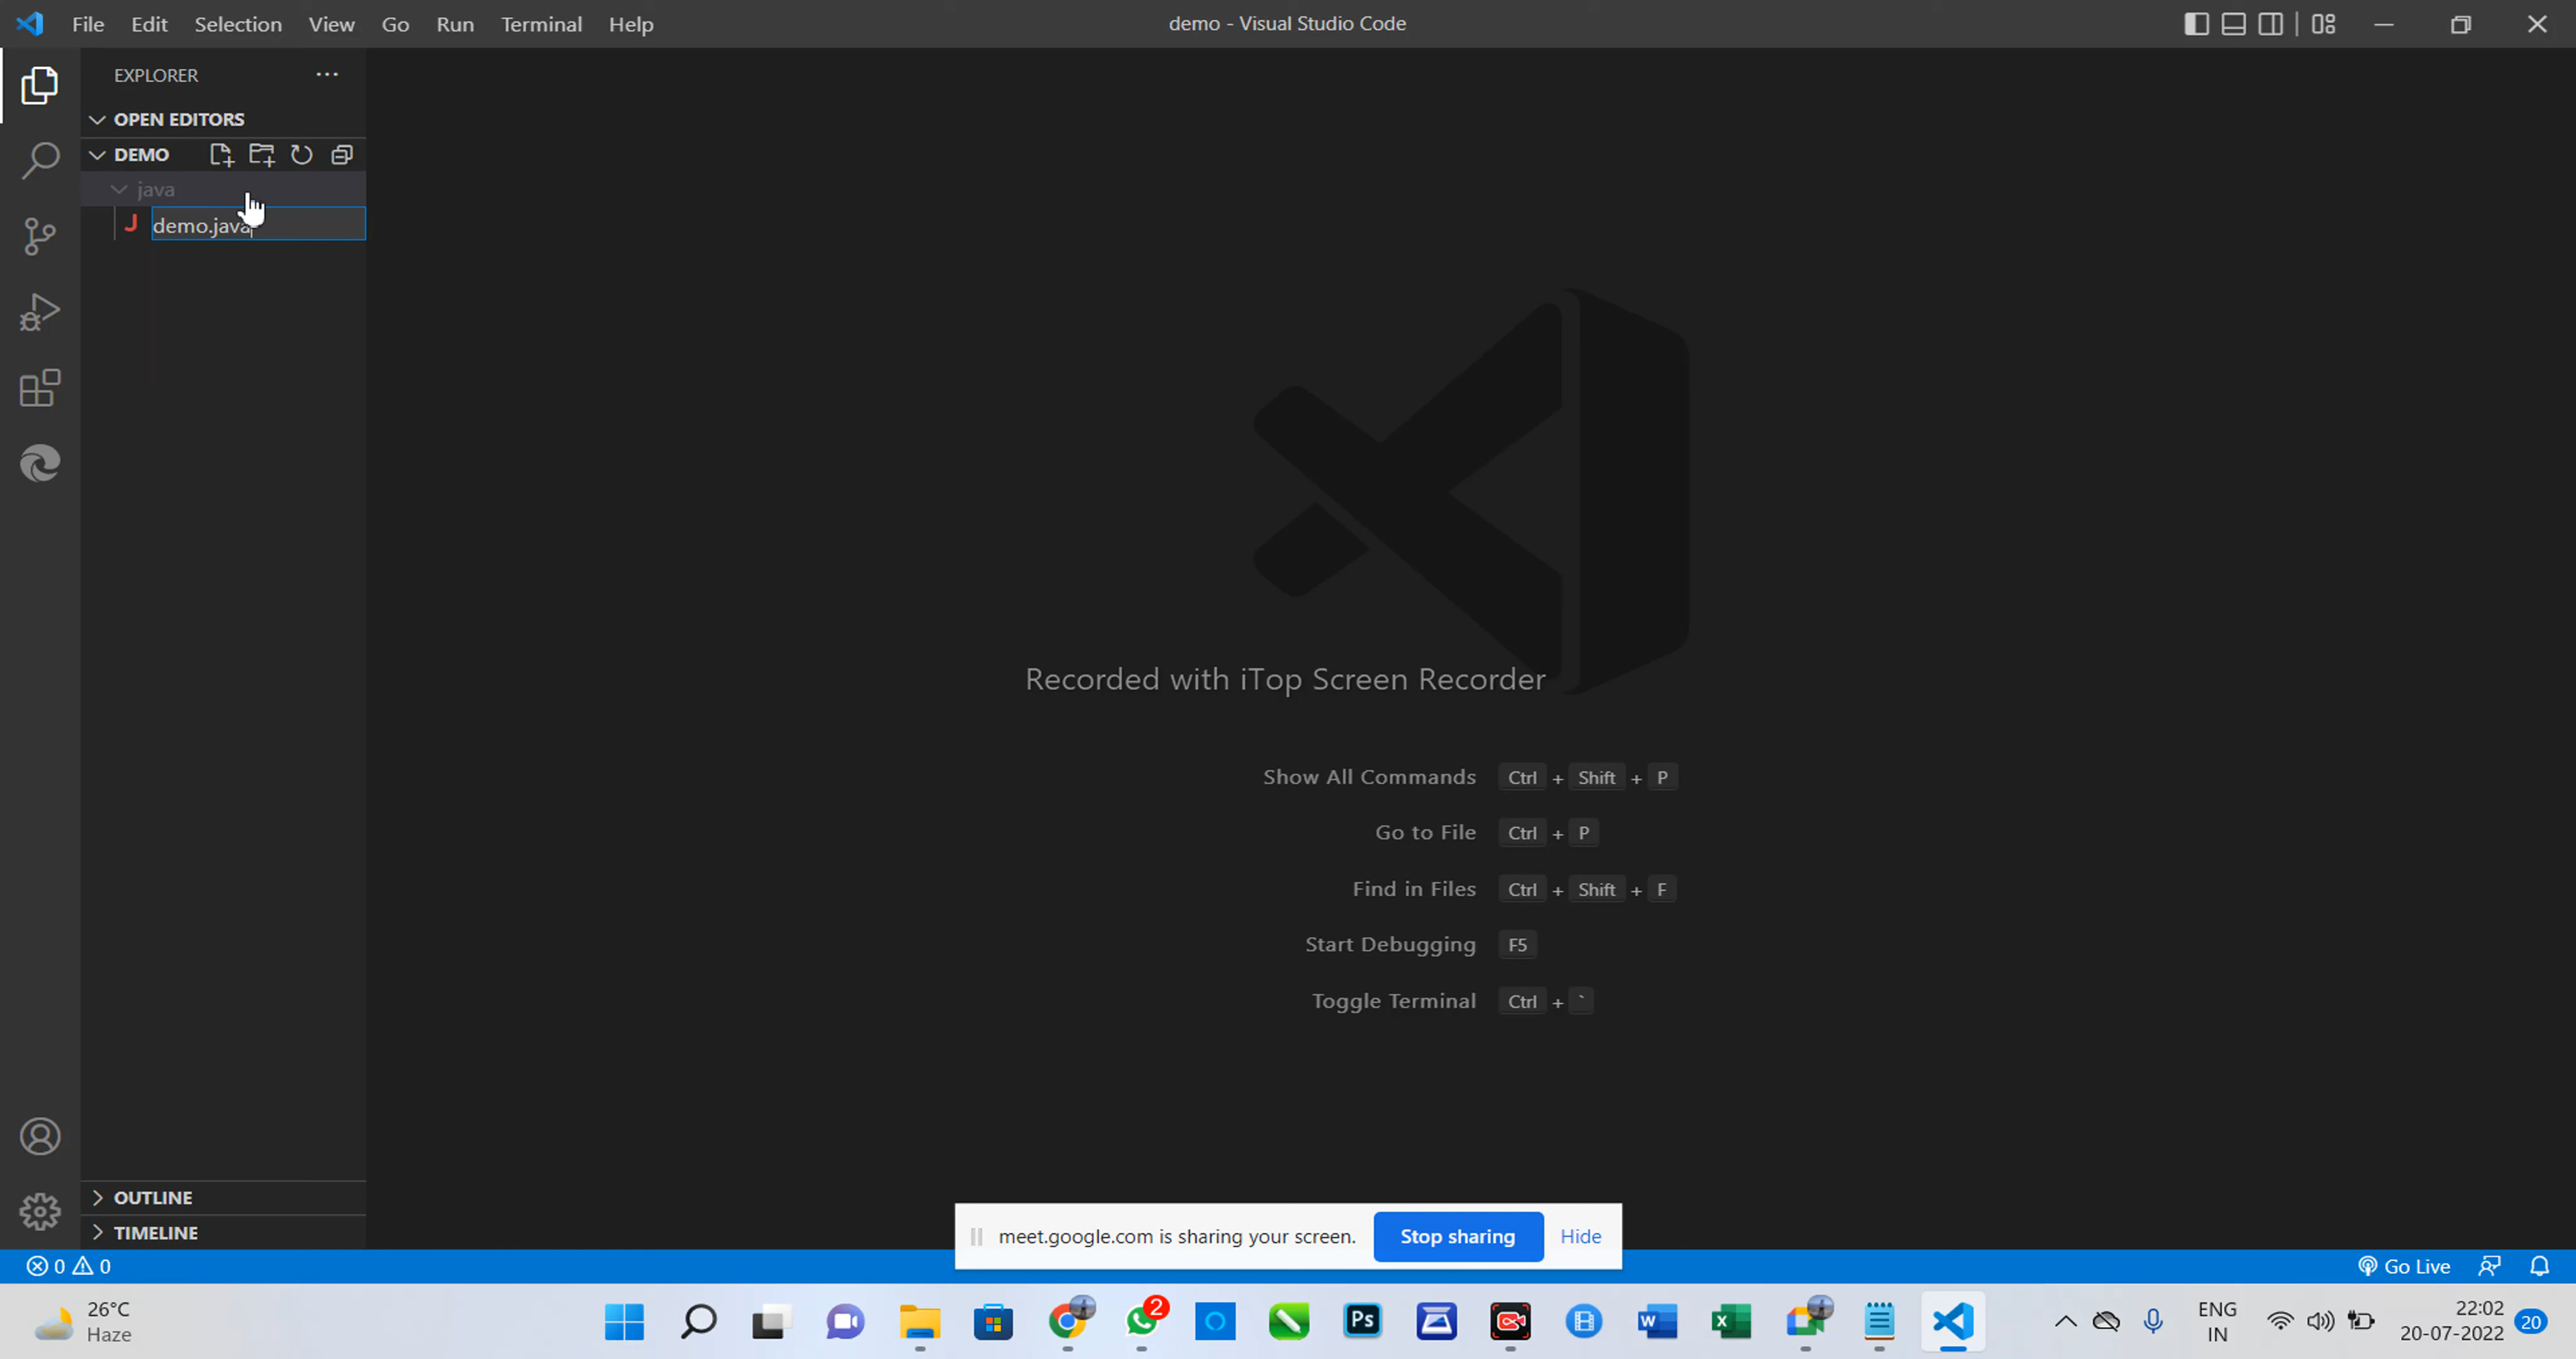 File Edit Selection View Go Run Terminal Help
demo - Visual Studio Code
EXPLORER
OPEN EDITORS
DEMO
java
J demo.java
Recorded with iTop Screen Recorder
Show All Commands Ctrl + Shift + P
Go to File Ctrl + P
Find in Files Ctrl + Shift + F
Start Debugging F5
Toggle Terminal Ctrl + `
OUTLINE
TIMELINE
meet.google.com is sharing your screen. Stop sharing Hide
0 0
Go Live
26°C
Haze
2
Ps
W
X
ENG
IN
22:02
20-07-2022
20